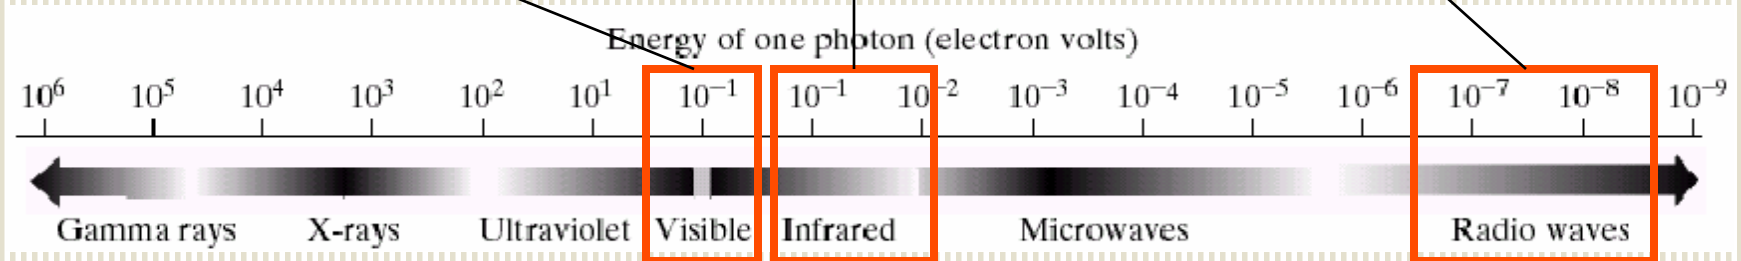 Energy of one photon (electron volts)
10⁶ 10⁵ 10⁴ 10³ 10² 10¹ 10⁻¹ 10⁻¹ 10⁻² 10⁻³ 10⁻⁴ 10⁻⁵ 10⁻⁶ 10⁻⁷ 10⁻⁸ 10⁻⁹
Gamma rays X-rays Ultraviolet Visible Infrared Microwaves Radio waves